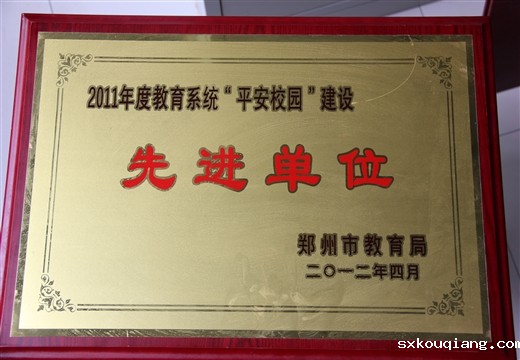 2011年度教育系统“平安校园”建设
先进单位
郑州市教育局
二〇一二年四月
sxkouqiang.com